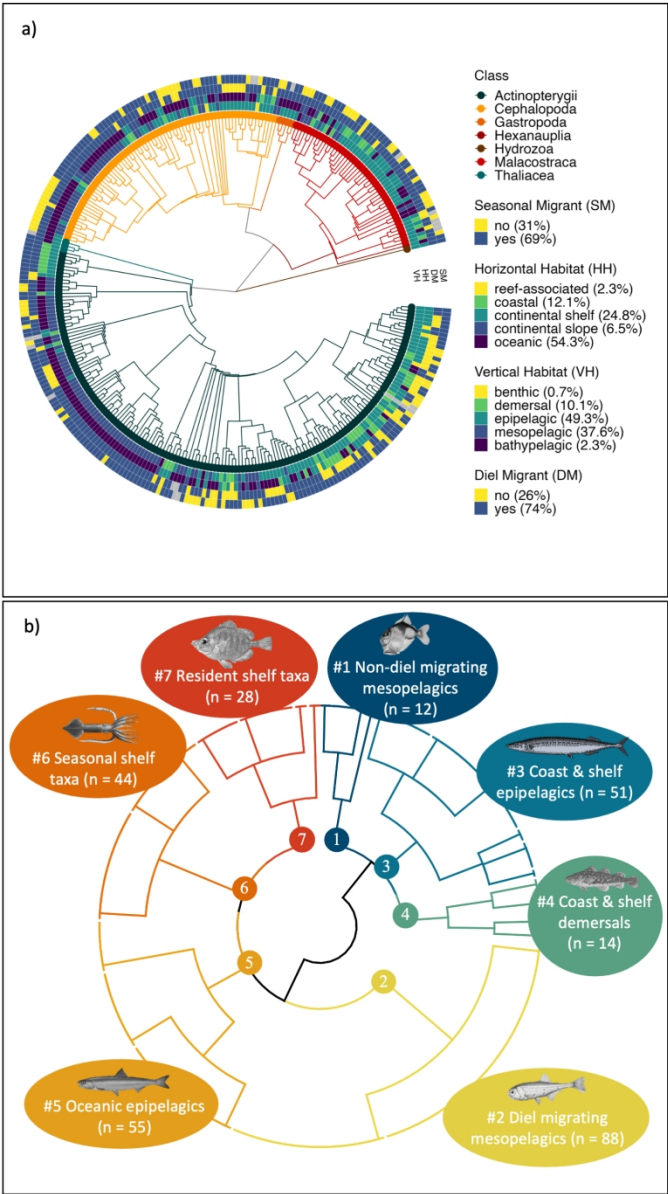 a)
Class
Actinopterygii
Cephalopoda
Gastropoda
Hexanauplia
Hydrozoa
Malacostraca
Thaliacea
Seasonal Migrant (SM)
no (31%)
yes (69%)
Horizontal Habitat (HH)
reef-associated (2.3%)
coastal (12.1%)
continental shelf (24.8%)
continental slope (6.5%)
oceanic (54.3%)
Vertical Habitat (VH)
benthic (0.7%)
demersal (10.1%)
epipelagic (49.3%)
mesopelagic (37.6%)
bathypelagic (2.3%)
Diel Migrant (DM)
no (26%)
yes (74%)
SM
DM
HH
VH
b)
#7 Resident shelf taxa
(n = 28)
#1 Non-diel migrating
mesopelagics
(n = 12)
#6 Seasonal shelf
taxa (n = 44)
#3 Coast & shelf
epipelagics (n = 51)
#4 Coast & shelf
demersals
(n = 14)
#5 Oceanic epipelagics
(n = 55)
#2 Diel migrating
mesopelagics (n = 88)
7
1
3
6
4
5
2